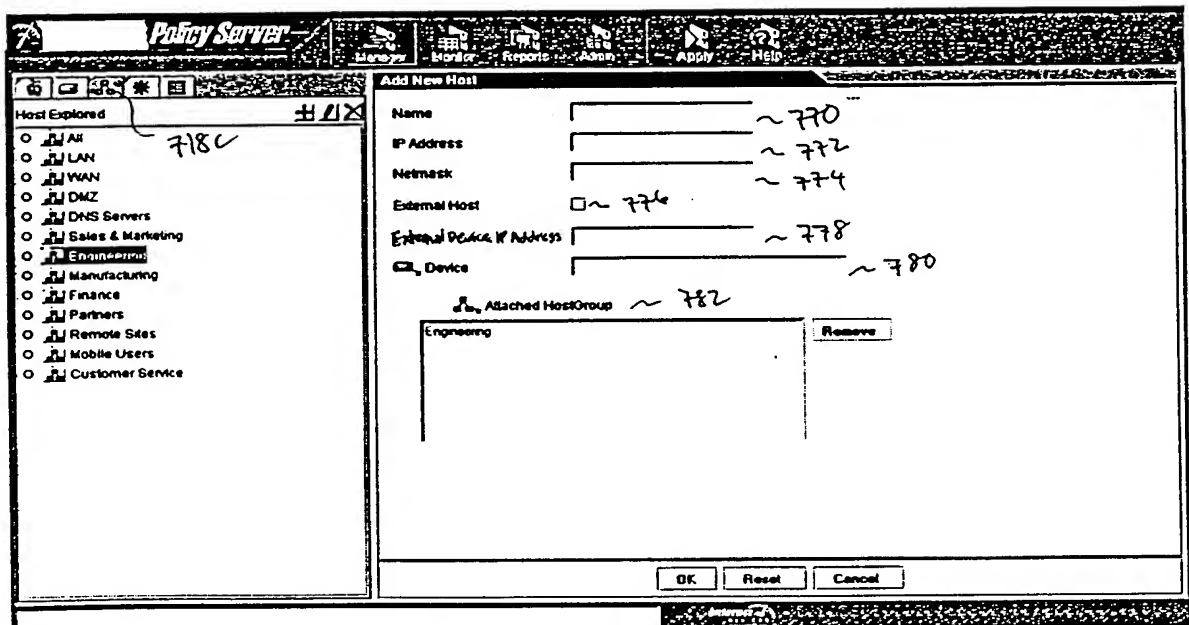 Policy Server
Manager Monitor Reports Admin Apply Help
Host Explored
718C
All
LAN
WAN
DMZ
DNS Servers
Sales & Marketing
Engineering
Manufacturing
Finance
Partners
Remote Sites
Mobile Users
Customer Service
Add New Host
Name ~ 770
IP Address ~ 772
Netmask ~ 774
External Host ~ 776
External Device IP Address ~ 778
Device ~ 780
Attached HostGroup ~ 782
Engineering
Remove
OK Reset Cancel